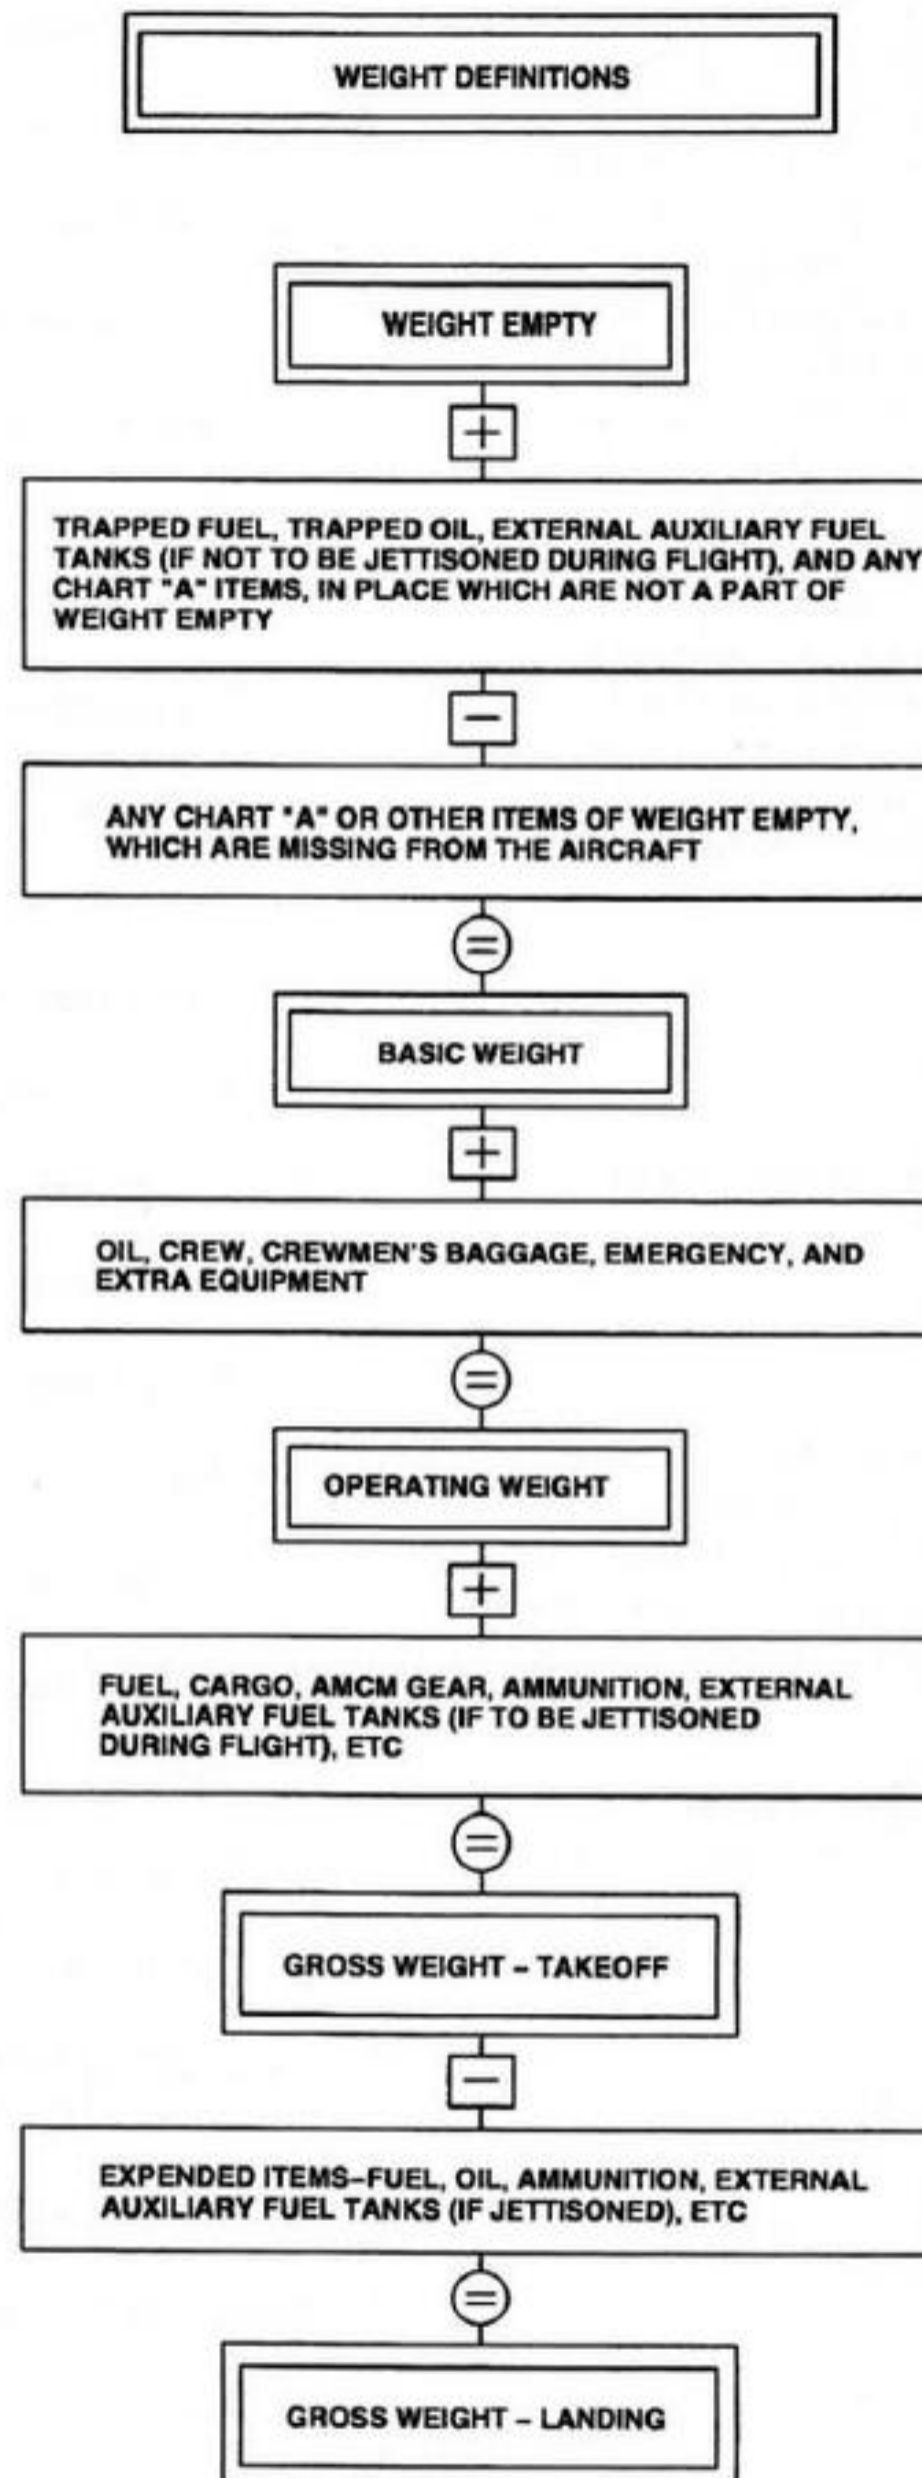 WEIGHT DEFINITIONS
WEIGHT EMPTY
+
TRAPPED FUEL, TRAPPED OIL, EXTERNAL AUXILIARY FUEL
TANKS (IF NOT TO BE JETTISONED DURING FLIGHT), AND ANY
CHART "A" ITEMS, IN PLACE WHICH ARE NOT A PART OF
WEIGHT EMPTY
−
ANY CHART "A" OR OTHER ITEMS OF WEIGHT EMPTY,
WHICH ARE MISSING FROM THE AIRCRAFT
=
BASIC WEIGHT
+
OIL, CREW, CREWMEN'S BAGGAGE, EMERGENCY, AND
EXTRA EQUIPMENT
=
OPERATING WEIGHT
+
FUEL, CARGO, AMCM GEAR, AMMUNITION, EXTERNAL
AUXILIARY FUEL TANKS (IF TO BE JETTISONED
DURING FLIGHT), ETC
=
GROSS WEIGHT – TAKEOFF
−
EXPENDED ITEMS–FUEL, OIL, AMMUNITION, EXTERNAL
AUXILIARY FUEL TANKS (IF JETTISONED), ETC
=
GROSS WEIGHT – LANDING